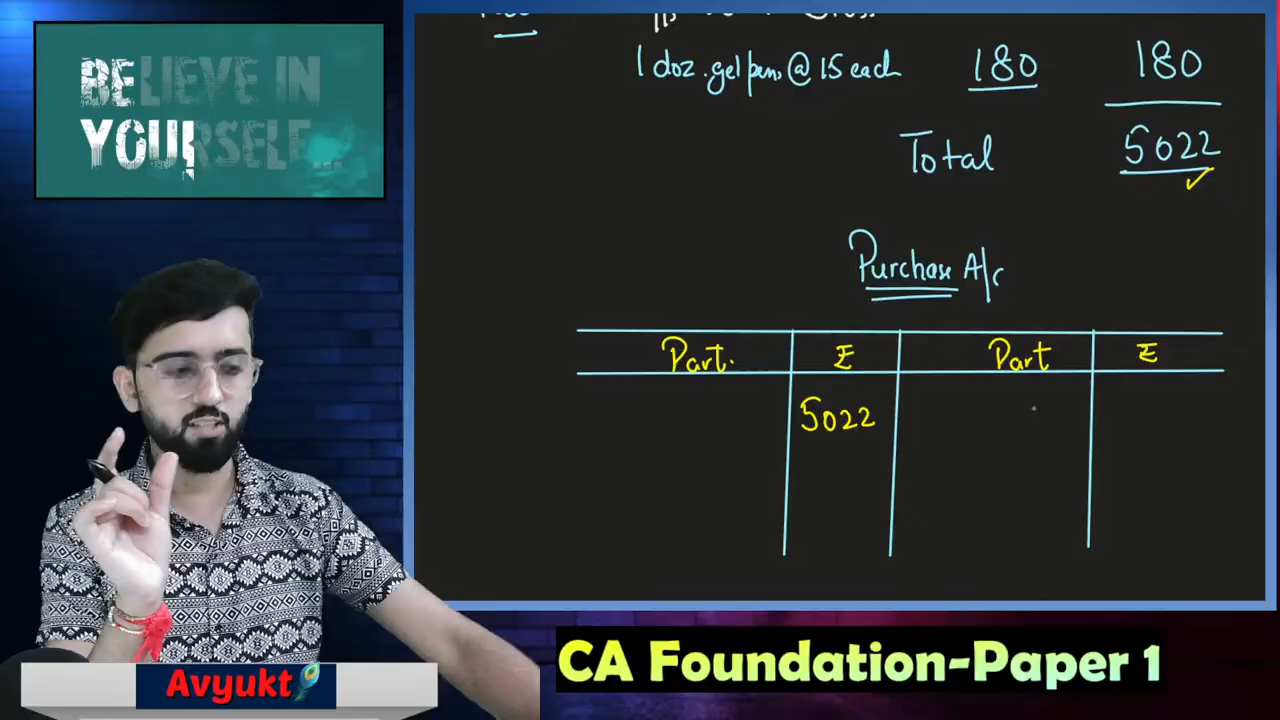 BELIEVE IN
YOURSELF...
1 doz. gel pens @ 15 each 180 180
Total 5022
Purchase A/c
Part. ₹ Part ₹
5022
CA Foundation-Paper 1
Avyukt